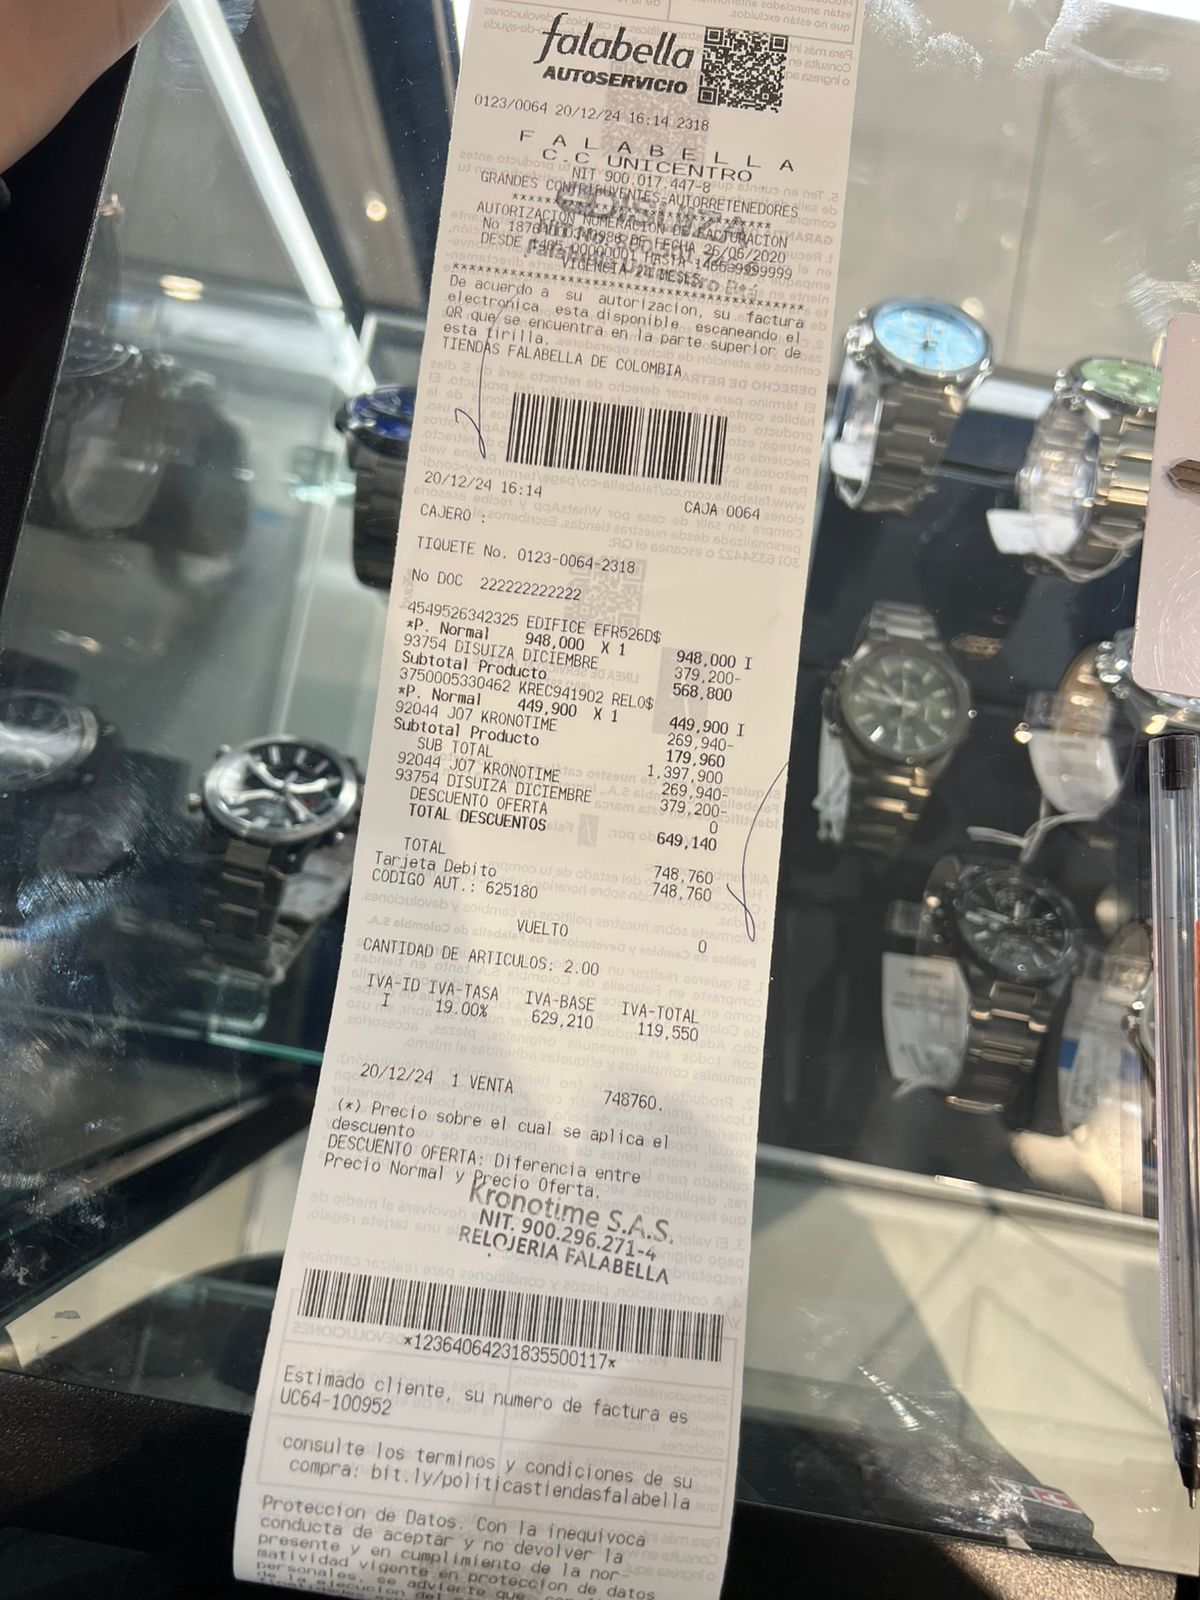 falabella
AUTOSERVICIO
0123/0064 20/12/24 16:14 2318
F A L A B E L L A
C.C UNICENTRO
NIT 900.017.447-8
GRANDES CONTRIBUYENTES-AUTORRETENEDORES
AUTORIZACION NUMERACION DE FACTURACION
DE FECHA 26/06/2020
DESDE HASTA
VIGENCIA 24 MESES
De acuerdo a su autorizacion, su factura
electronica esta disponible escaneando el
QR que se encuentra en la parte superior de
esta tirilla.
TIENDAS FALABELLA DE COLOMBIA
20/12/24 16:14 CAJA 0064
CAJERO :
TIQUETE No. 0123-0064-2318
No DOC 222222222222
4549526342325 EDIFICE EFR526D$
*P. Normal 948,000 X 1 948,000 I
93754 DISUIZA DICIEMBRE 379,200-
Subtotal Producto 568,800
3750005330462 KREC941902 RELO$
*P. Normal 449,900 X 1 449,900 I
92044 J07 KRONOTIME 269,940-
Subtotal Producto 179,960
SUB TOTAL 1,397,900
92044 J07 KRONOTIME 269,940-
93754 DISUIZA DICIEMBRE 379,200-
DESCUENTO OFERTA 0
TOTAL DESCUENTOS 649,140
TOTAL 748,760
Tarjeta Debito 748,760
CODIGO AUT.: 625180
VUELTO 0
CANTIDAD DE ARTICULOS: 2.00
IVA-ID IVA-TASA IVA-BASE IVA-TOTAL
I 19.00% 629,210 119,550
20/12/24 1 VENTA 748760.
(*) Precio sobre el cual se aplica el
descuento
DESCUENTO OFERTA: Diferencia entre
Precio Normal y Precio Oferta.
Kronotime S.A.S.
NIT. 900.296.271-4
RELOJERIA FALABELLA
*12364064231835500117*
Estimado cliente, su numero de factura es
UC64-100952
consulte los terminos y condiciones de su
compra: bit.ly/politicastiendasfalabella
Proteccion de Datos. Con la inequivoca
conducta de aceptar y no devolver la
presente y en cumplimiento de la nor-
matividad vigente en proteccion de datos
personales, se advierte que